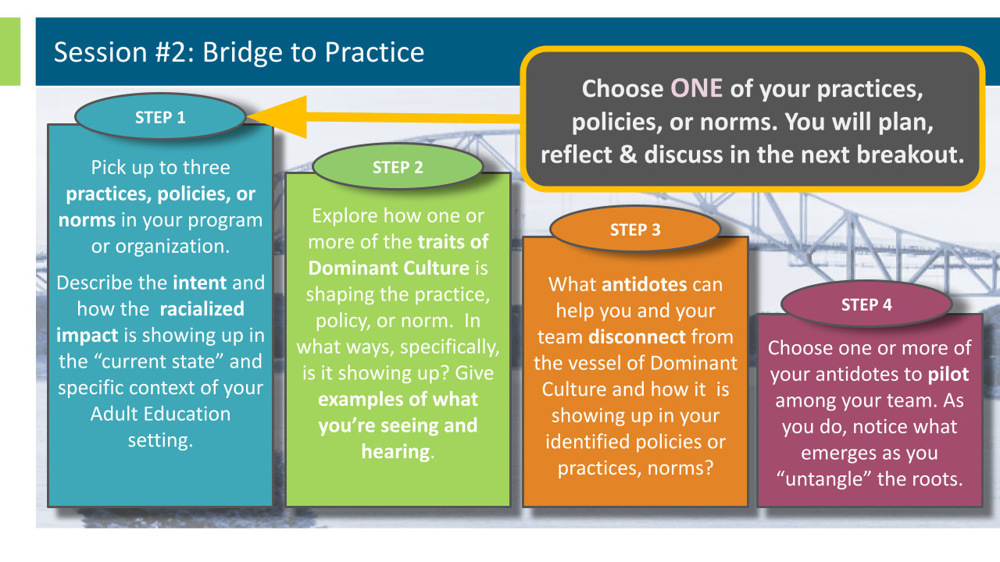 Session #2: Bridge to Practice
Choose ONE of your practices,
policies, or norms. You will plan,
reflect & discuss in the next breakout.
STEP 1
Pick up to three
practices, policies, or
norms in your program
or organization.
Describe the intent and
how the  racialized
impact is showing up in
the “current state” and
specific context of your
Adult Education
setting.
STEP 2
Explore how one or
more of the traits of
Dominant Culture is
shaping the practice,
policy, or norm.  In
what ways, specifically,
is it showing up? Give
examples of what
you’re seeing and
hearing.
STEP 3
What antidotes can
help you and your
team disconnect from
the vessel of Dominant
Culture and how it  is
showing up in your
identified policies or
practices, norms?
STEP 4
Choose one or more of
your antidotes to pilot
among your team. As
you do, notice what
emerges as you
“untangle” the roots.